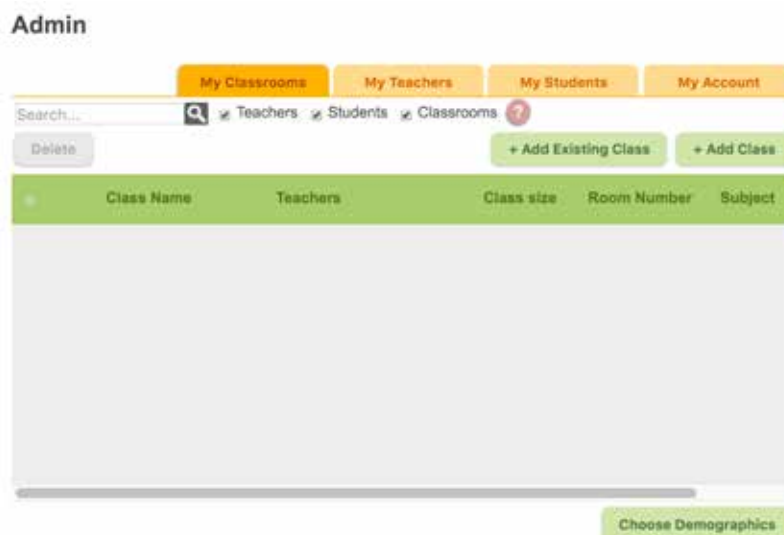 Admin
My Classrooms My Teachers My Students My Account
Search... Teachers Students Classrooms ?
Delete + Add Existing Class + Add Class
Class Name Teachers Class size Room Number Subject
Choose Demographics